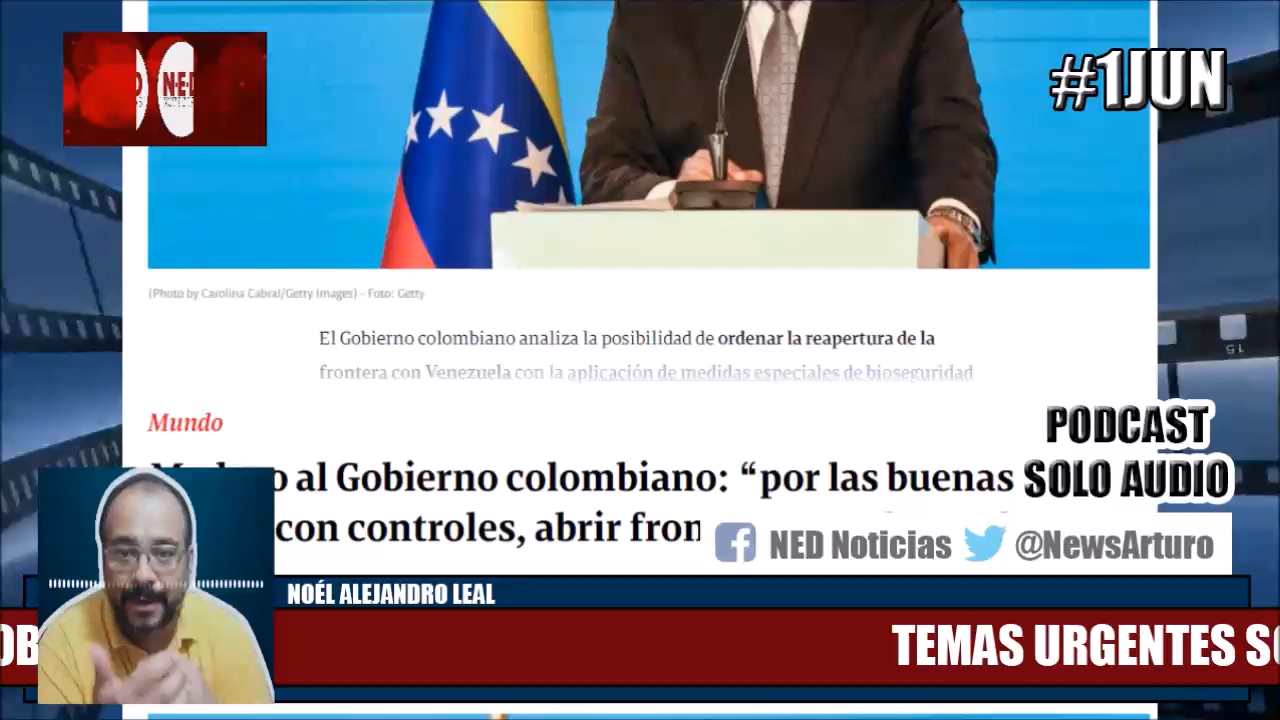 N-E-D
#1JUN
(Photo by Carolina Cabral/Getty Images) - Foto: Getty
El Gobierno colombiano analiza la posibilidad de ordenar la reapertura de la
frontera con Venezuela con la aplicación de medidas especiales de bioseguridad
Mundo
al Gobierno colombiano: “por las buenas
con controles, abrir fron
PODCAST
SOLO AUDIO
NED Noticias @NewsArturo
NOÉL ALEJANDRO LEAL
TEMAS URGENTES
15